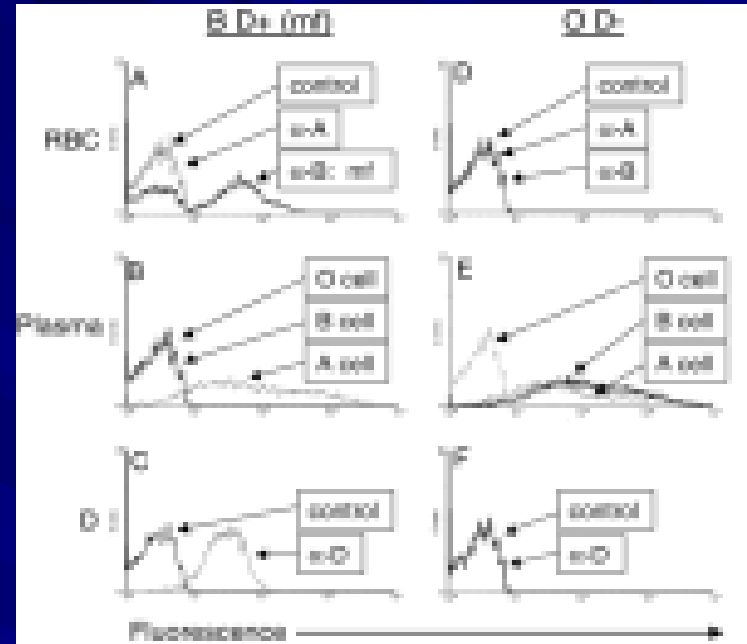 B D+ (mf)
O D-
A
control
α-A
α-B: mf
RBC
D
control
α-A
α-B
B
O cell
B cell
A cell
Plasma
E
O cell
B cell
A cell
C
control
α-D
D
F
control
α-D
Fluorescence